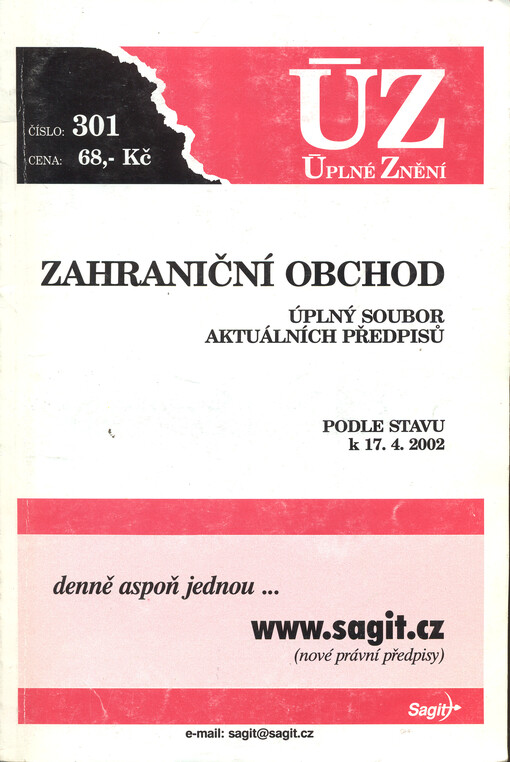 ČÍSLO: 301
CENA: 68,- Kč
ÚZ
ÚPLNÉ ZNĚNÍ
ZAHRANIČNÍ OBCHOD
ÚPLNÝ SOUBOR
AKTUÁLNÍCH PŘEDPISŮ
PODLE STAVU
k 17. 4. 2002
denně aspoň jednou ...
www.sagit.cz
(nové právní předpisy)
Sagit
e-mail: sagit@sagit.cz